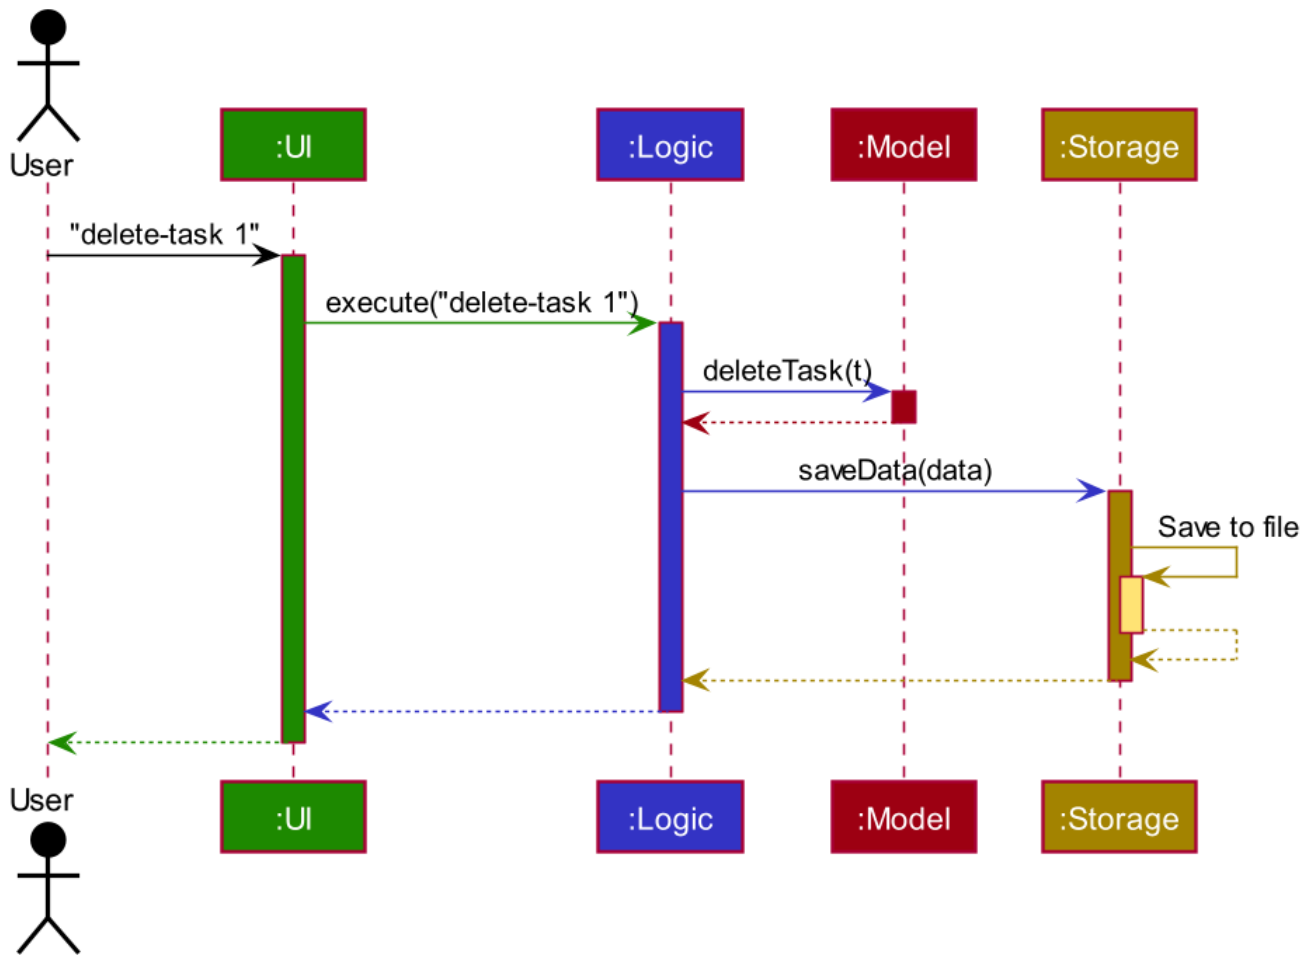 User
:UI
:Logic
:Model
:Storage
"delete-task 1"
execute("delete-task 1")
deleteTask(t)
saveData(data)
Save to file
User
:UI
:Logic
:Model
:Storage